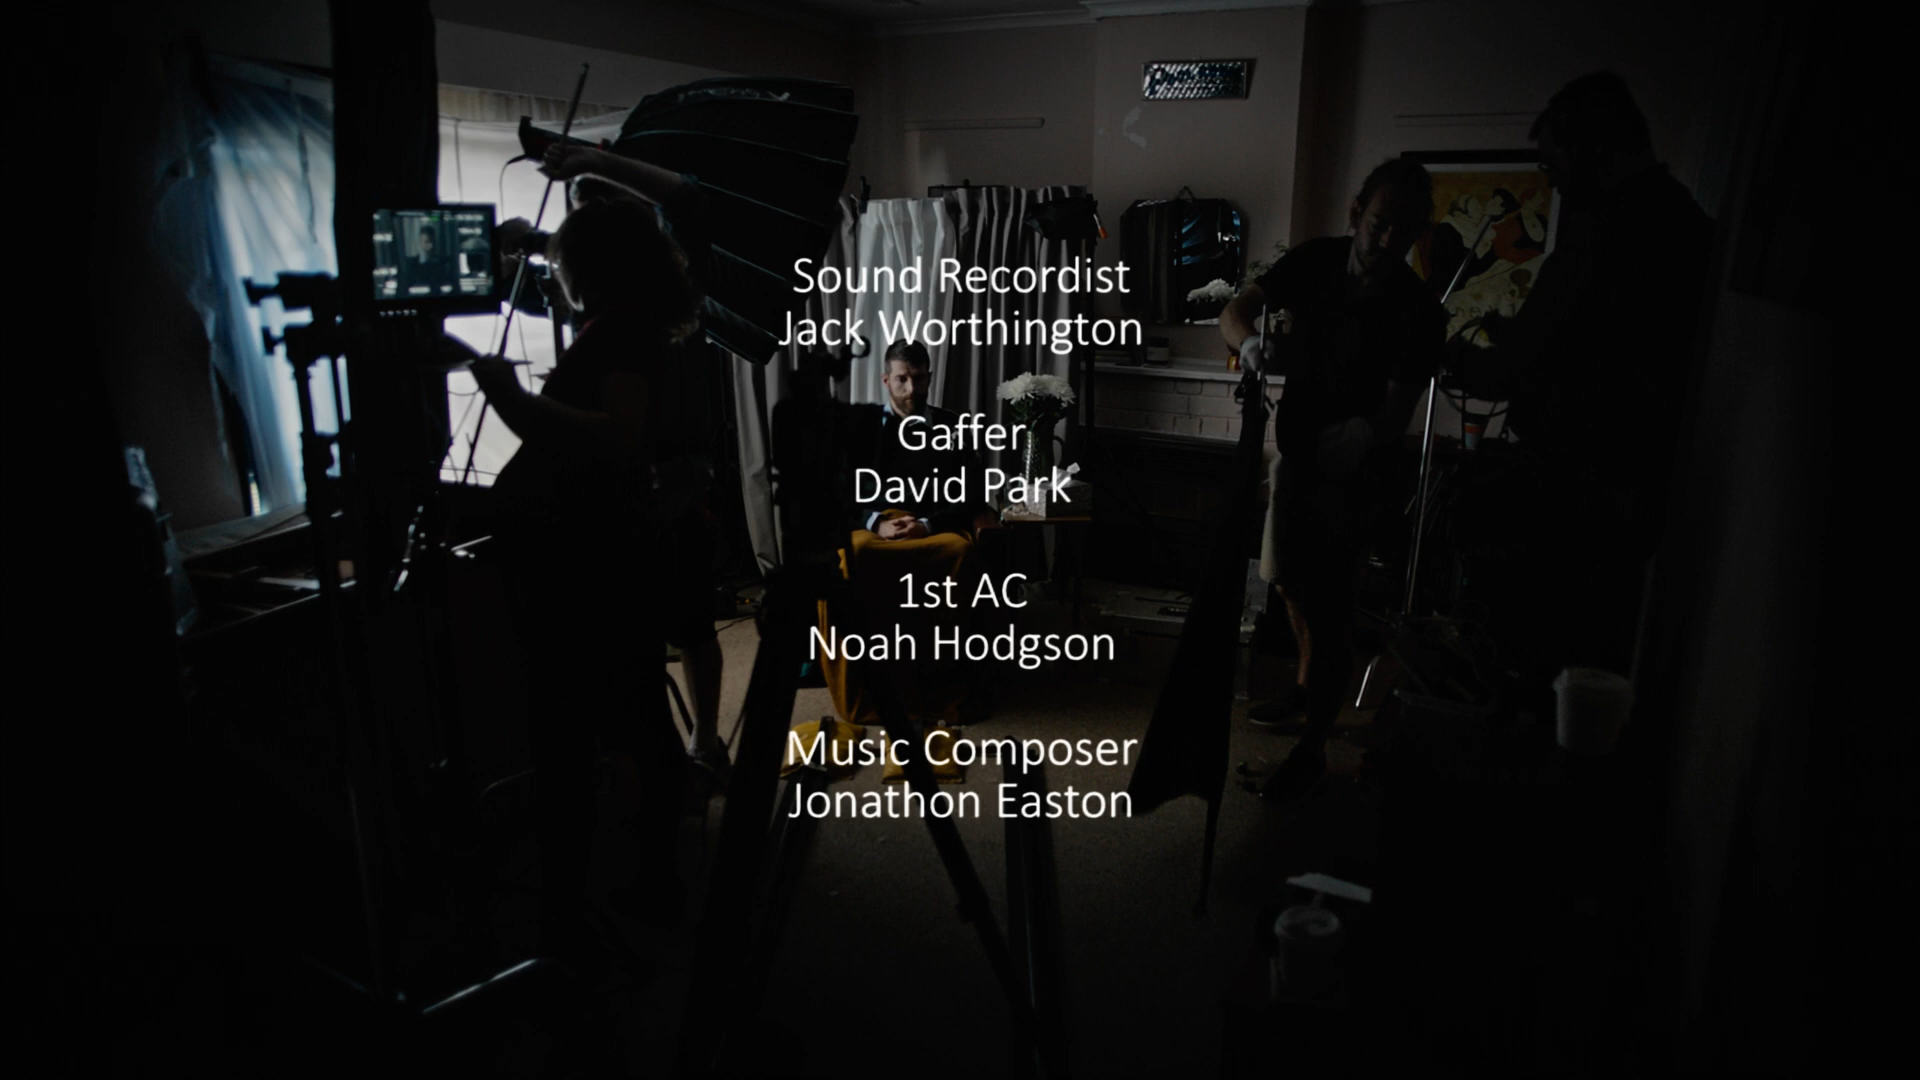 Sound Recordist
Jack Worthington
Gaffer
David Park
1st AC
Noah Hodgson
Music Composer
Jonathon Easton